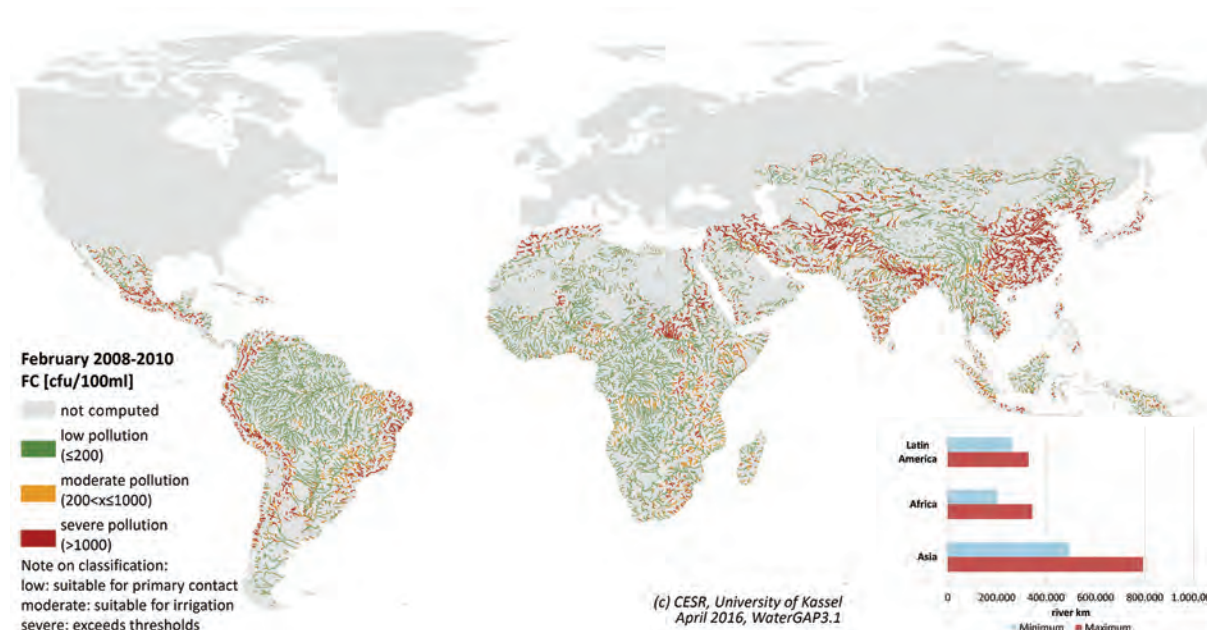 February 2008-2010
FC [cfu/100ml]
not computed
low pollution
(≤200)
moderate pollution
(200<x≤1000)
severe pollution
(>1000)
Note on classification:
low: suitable for primary contact
moderate: suitable for irrigation
severe: exceeds thresholds
(c) CESR, University of Kassel
April 2016, WaterGAP3.1
Latin
America
Africa
Asia
0 200.000 400.000 600.000 800.000 1.000.000
river km
Minimum Maximum